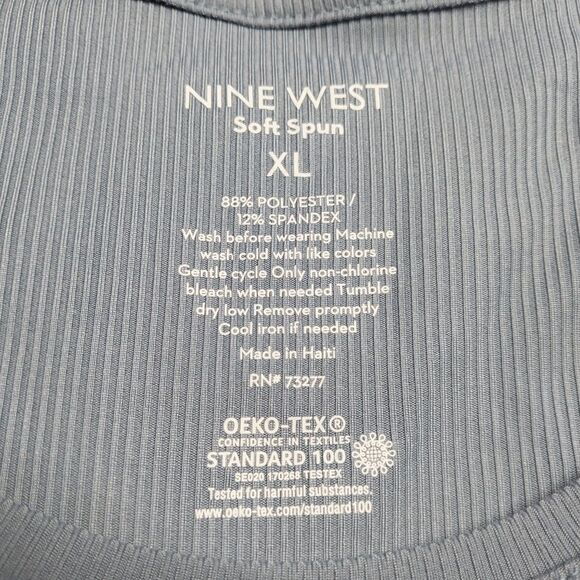 NINE WEST
Soft Spun
XL
88% POLYESTER /
12% SPANDEX
Wash before wearing Machine
wash cold with like colors
Gentle cycle Only non-chlorine
bleach when needed Tumble
dry low Remove promptly
Cool iron if needed
Made in Haiti
RN# 73277
OEKO-TEX®
CONFIDENCE IN TEXTILES
STANDARD 100
SE020 170268 TESTEX
Tested for harmful substances.
www.oeko-tex.com/standard100